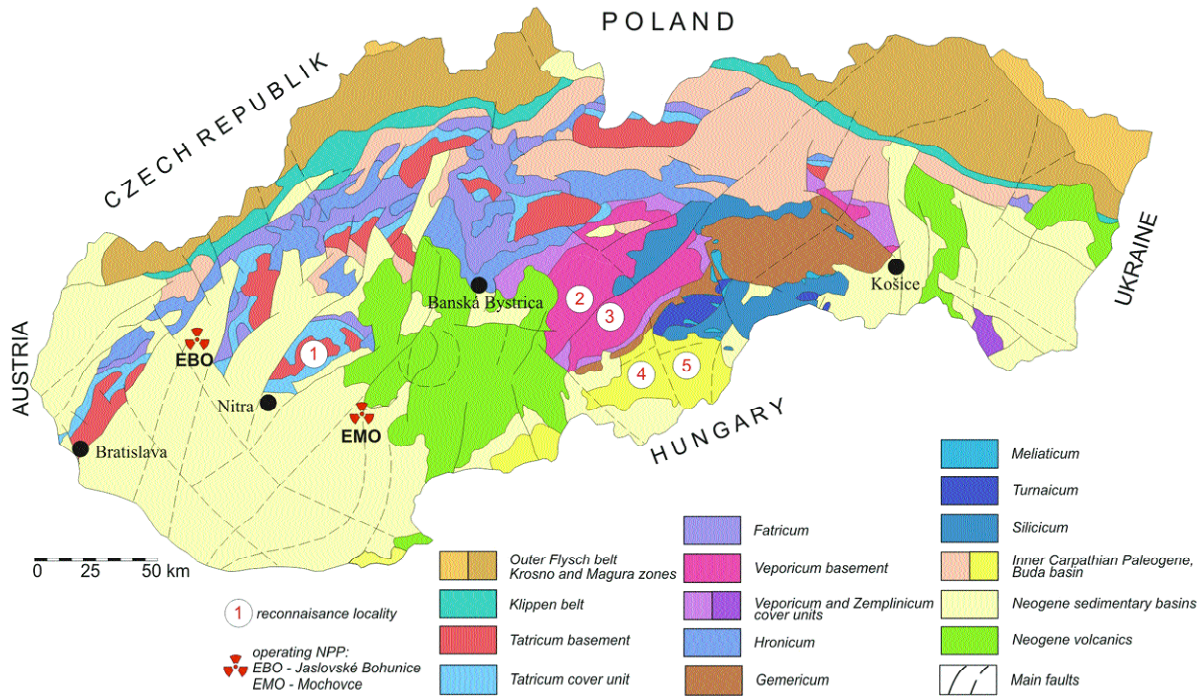 POLAND
CZECH REPUBLIK
UKRAINE
AUSTRIA
HUNGARY
Banská Bystrica
Košice
EBO
Nitra
EMO
Bratislava
1
2
3
4
5
0 25 50 km
1 reconnaisance locality
operating NPP:
EBO - Jaslovské Bohunice
EMO - Mochovce
Outer Flysch belt
Krosno and Magura zones
Klippen belt
Tatricum basement
Tatricum cover unit
Fatricum
Veporicum basement
Veporicum and Zemplinicum
cover units
Hronicum
Gemericum
Meliaticum
Turnaicum
Silicicum
Inner Carpathian Paleogene,
Buda basin
Neogene sedimentary basins
Neogene volcanics
Main faults